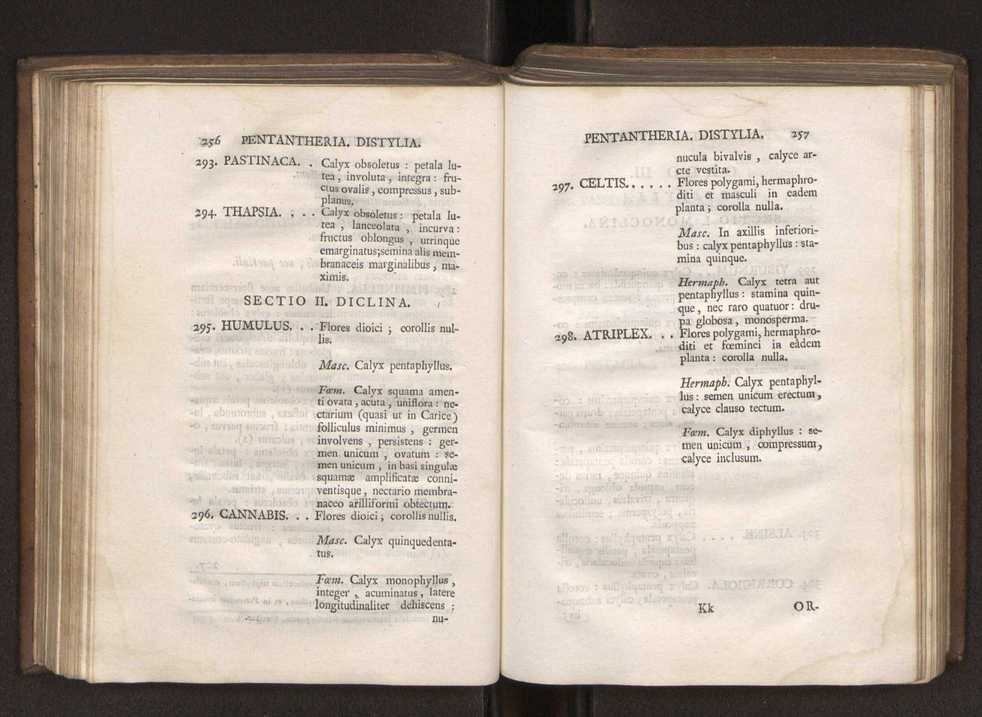 256 PENTANTHERIA. DISTYLIA.
293. PASTINACA. . Calyx obsoletus : petala lu-
tea , involuta , integra : fru-
ctus ovalis , compressus , sub-
planus.
294. THAPSIA. . . . Calyx obsoletus : petala lu-
tea , lanceolata , incurva :
fructus oblongus , utrinque
emarginatus;semina alis mem-
branaceis marginalibus , ma-
ximis.
SECTIO II. DICLINA.
295. HUMULUS. . . Flores dioici ; corollis nul-
lis.
Masc. Calyx pentaphyllus.
Fœm. Calyx squama amen-
ti ovata , acuta , uniflora : ne-
ctarium (quasi ut in Carice)
folliculus minimus , germen
involvens , persistens : ger-
men unicum , ovatum : se-
men unicum , in basi singulæ
squamæ amplificatæ conni-
ventisque , nectario membra-
naceo arilliformi obtectum.
296. CANNABIS. . . Flores dioici ; corollis nullis.
Masc. Calyx quinquedenta-
tus.
Fœm. Calyx monophyllus ,
integer , acuminatus , latere
longitudinaliter dehiscens ;
nu-
PENTANTHERIA. DISTYLIA. 257
nucula bivalvis , calyce ar-
cte vestita.
297. CELTIS. . . . . . Flores polygami, hermaphro-
diti et masculi in eadem
planta ; corolla nulla.
Masc. In axillis inferiori-
bus : calyx pentaphyllus : sta-
mina quinque.
Hermaph. Calyx tetra aut
pentaphyllus : stamina quin-
que , nec raro quatuor : dru-
pa globosa , monosperma.
298. ATRIPLEX. . . Flores polygami, hermaphro-
diti et fœminei in eâdem
planta : corolla nulla.
Hermaph. Calyx pentaphyl-
lus : semen unicum erectum ,
calyce clauso tectum.
Fœm. Calyx diphyllus : se-
men unicum , compressum ,
calyce inclusum.
Kk OR-